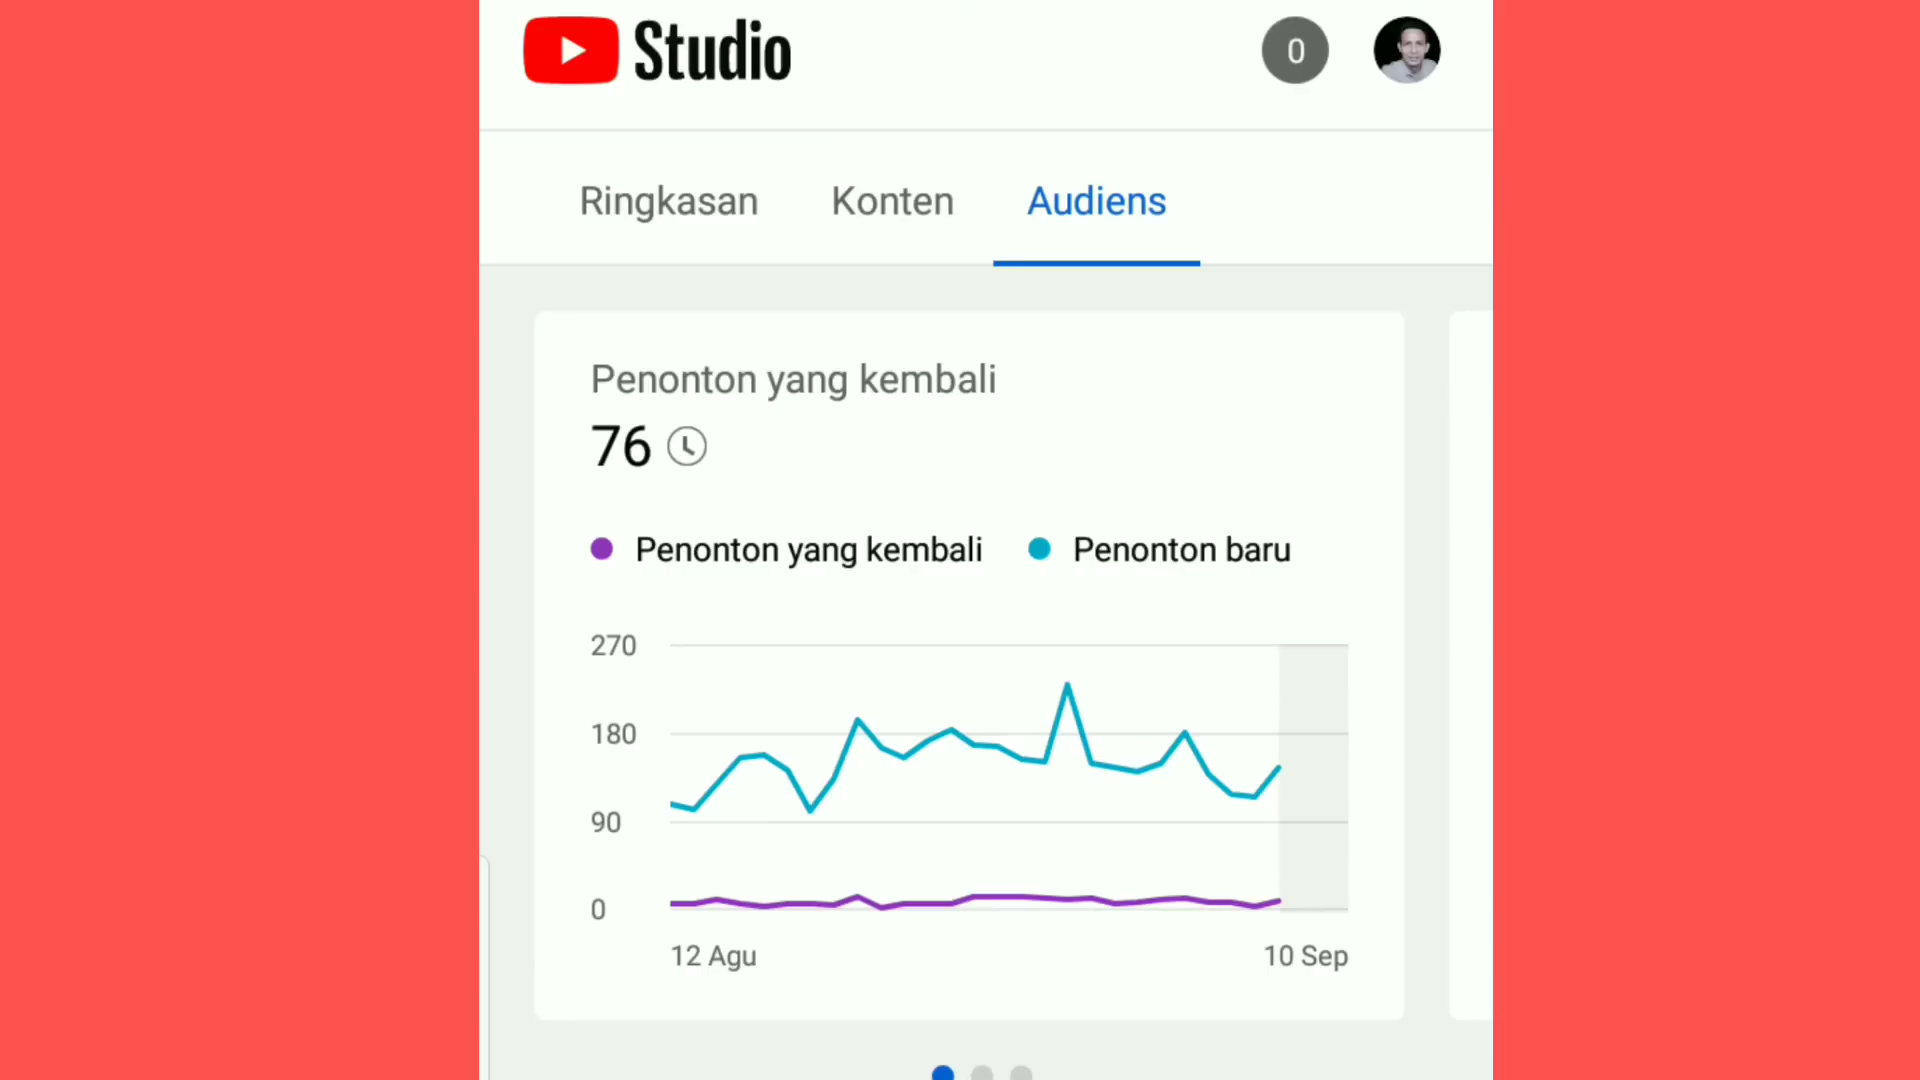 Studio
0
Ringkasan Konten Audiens
Penonton yang kembali
76
Penonton yang kembali Penonton baru
270
180
90
0
12 Agu 10 Sep